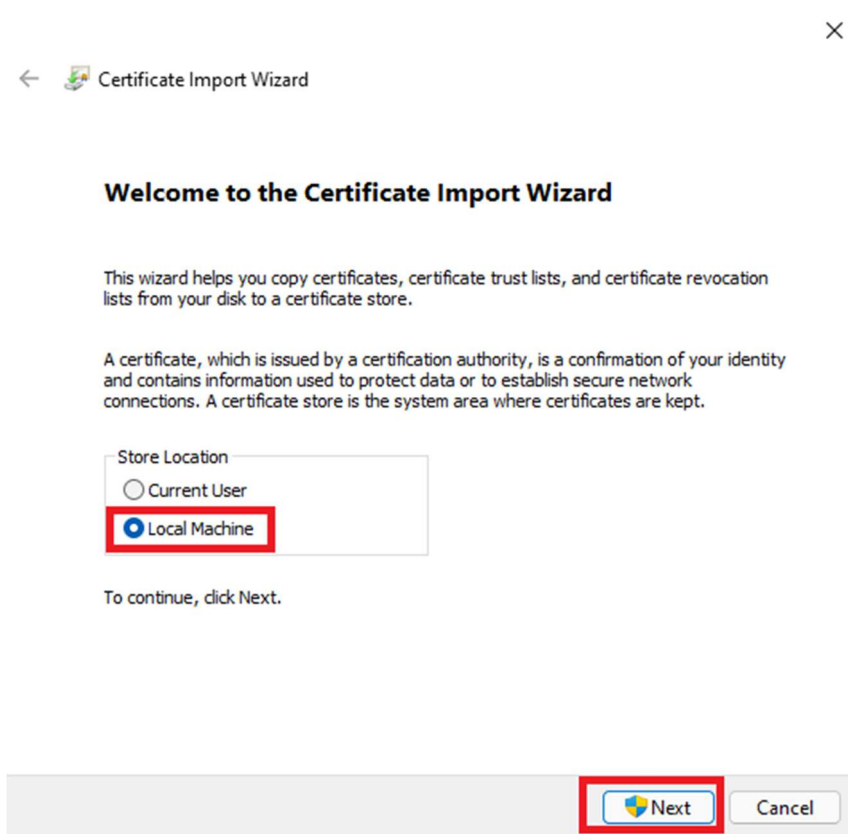 Certificate Import Wizard
Welcome to the Certificate Import Wizard
This wizard helps you copy certificates, certificate trust lists, and certificate revocation
lists from your disk to a certificate store.
A certificate, which is issued by a certification authority, is a confirmation of your identity
and contains information used to protect data or to establish secure network
connections. A certificate store is the system area where certificates are kept.
Store Location
Current User
Local Machine
To continue, click Next.
Next
Cancel